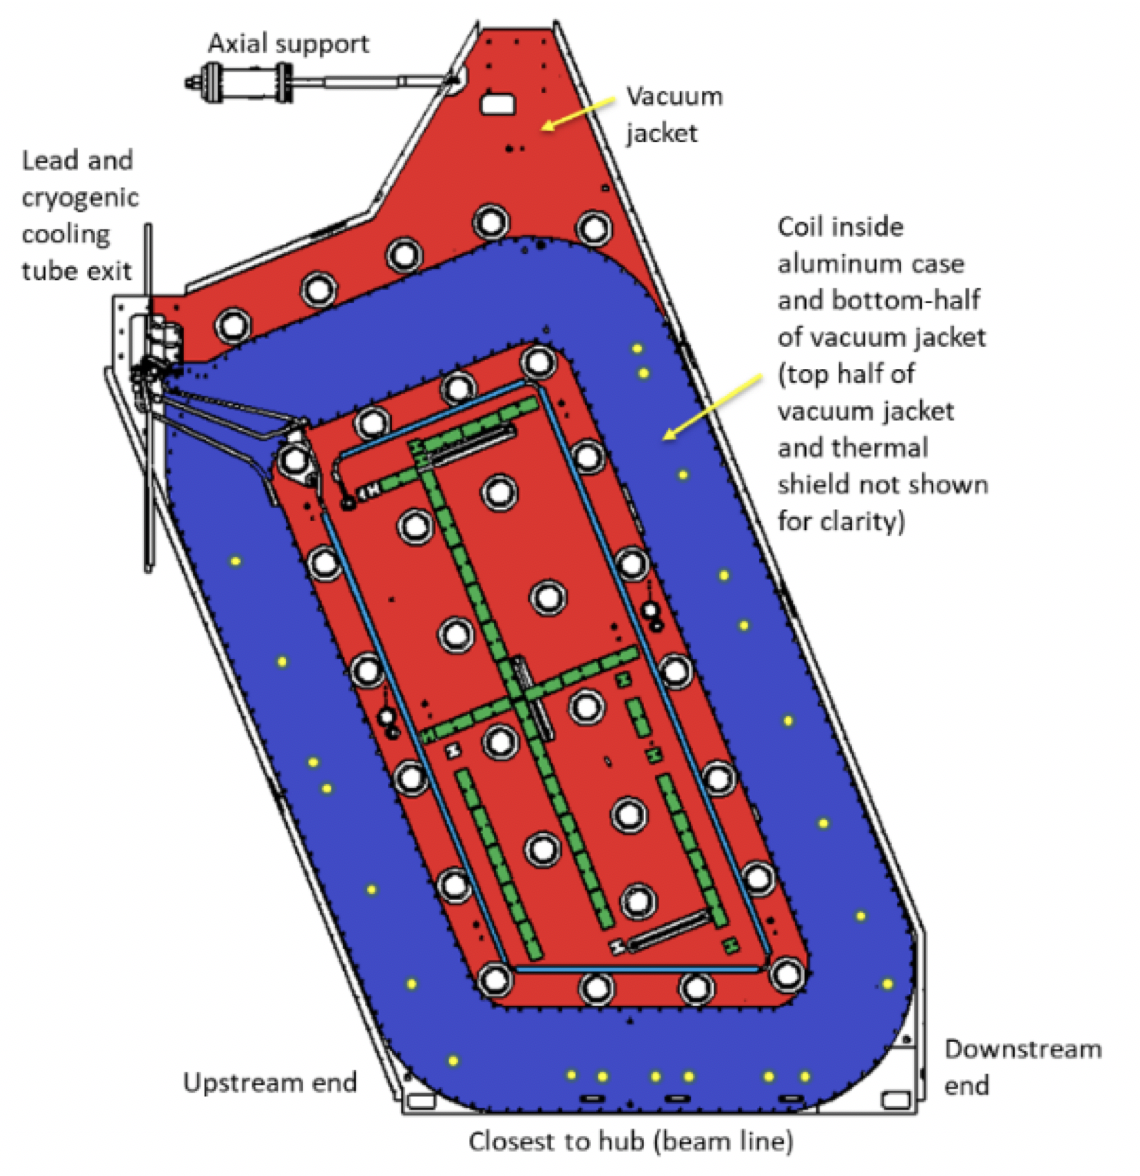 Axial support
Vacuum
jacket
Lead and
cryogenic
cooling
tube exit
Coil inside
aluminum case
and bottom-half
of vacuum jacket
(top half of
vacuum jacket
and thermal
shield not shown
for clarity)
Upstream end
Downstream
end
Closest to hub (beam line)